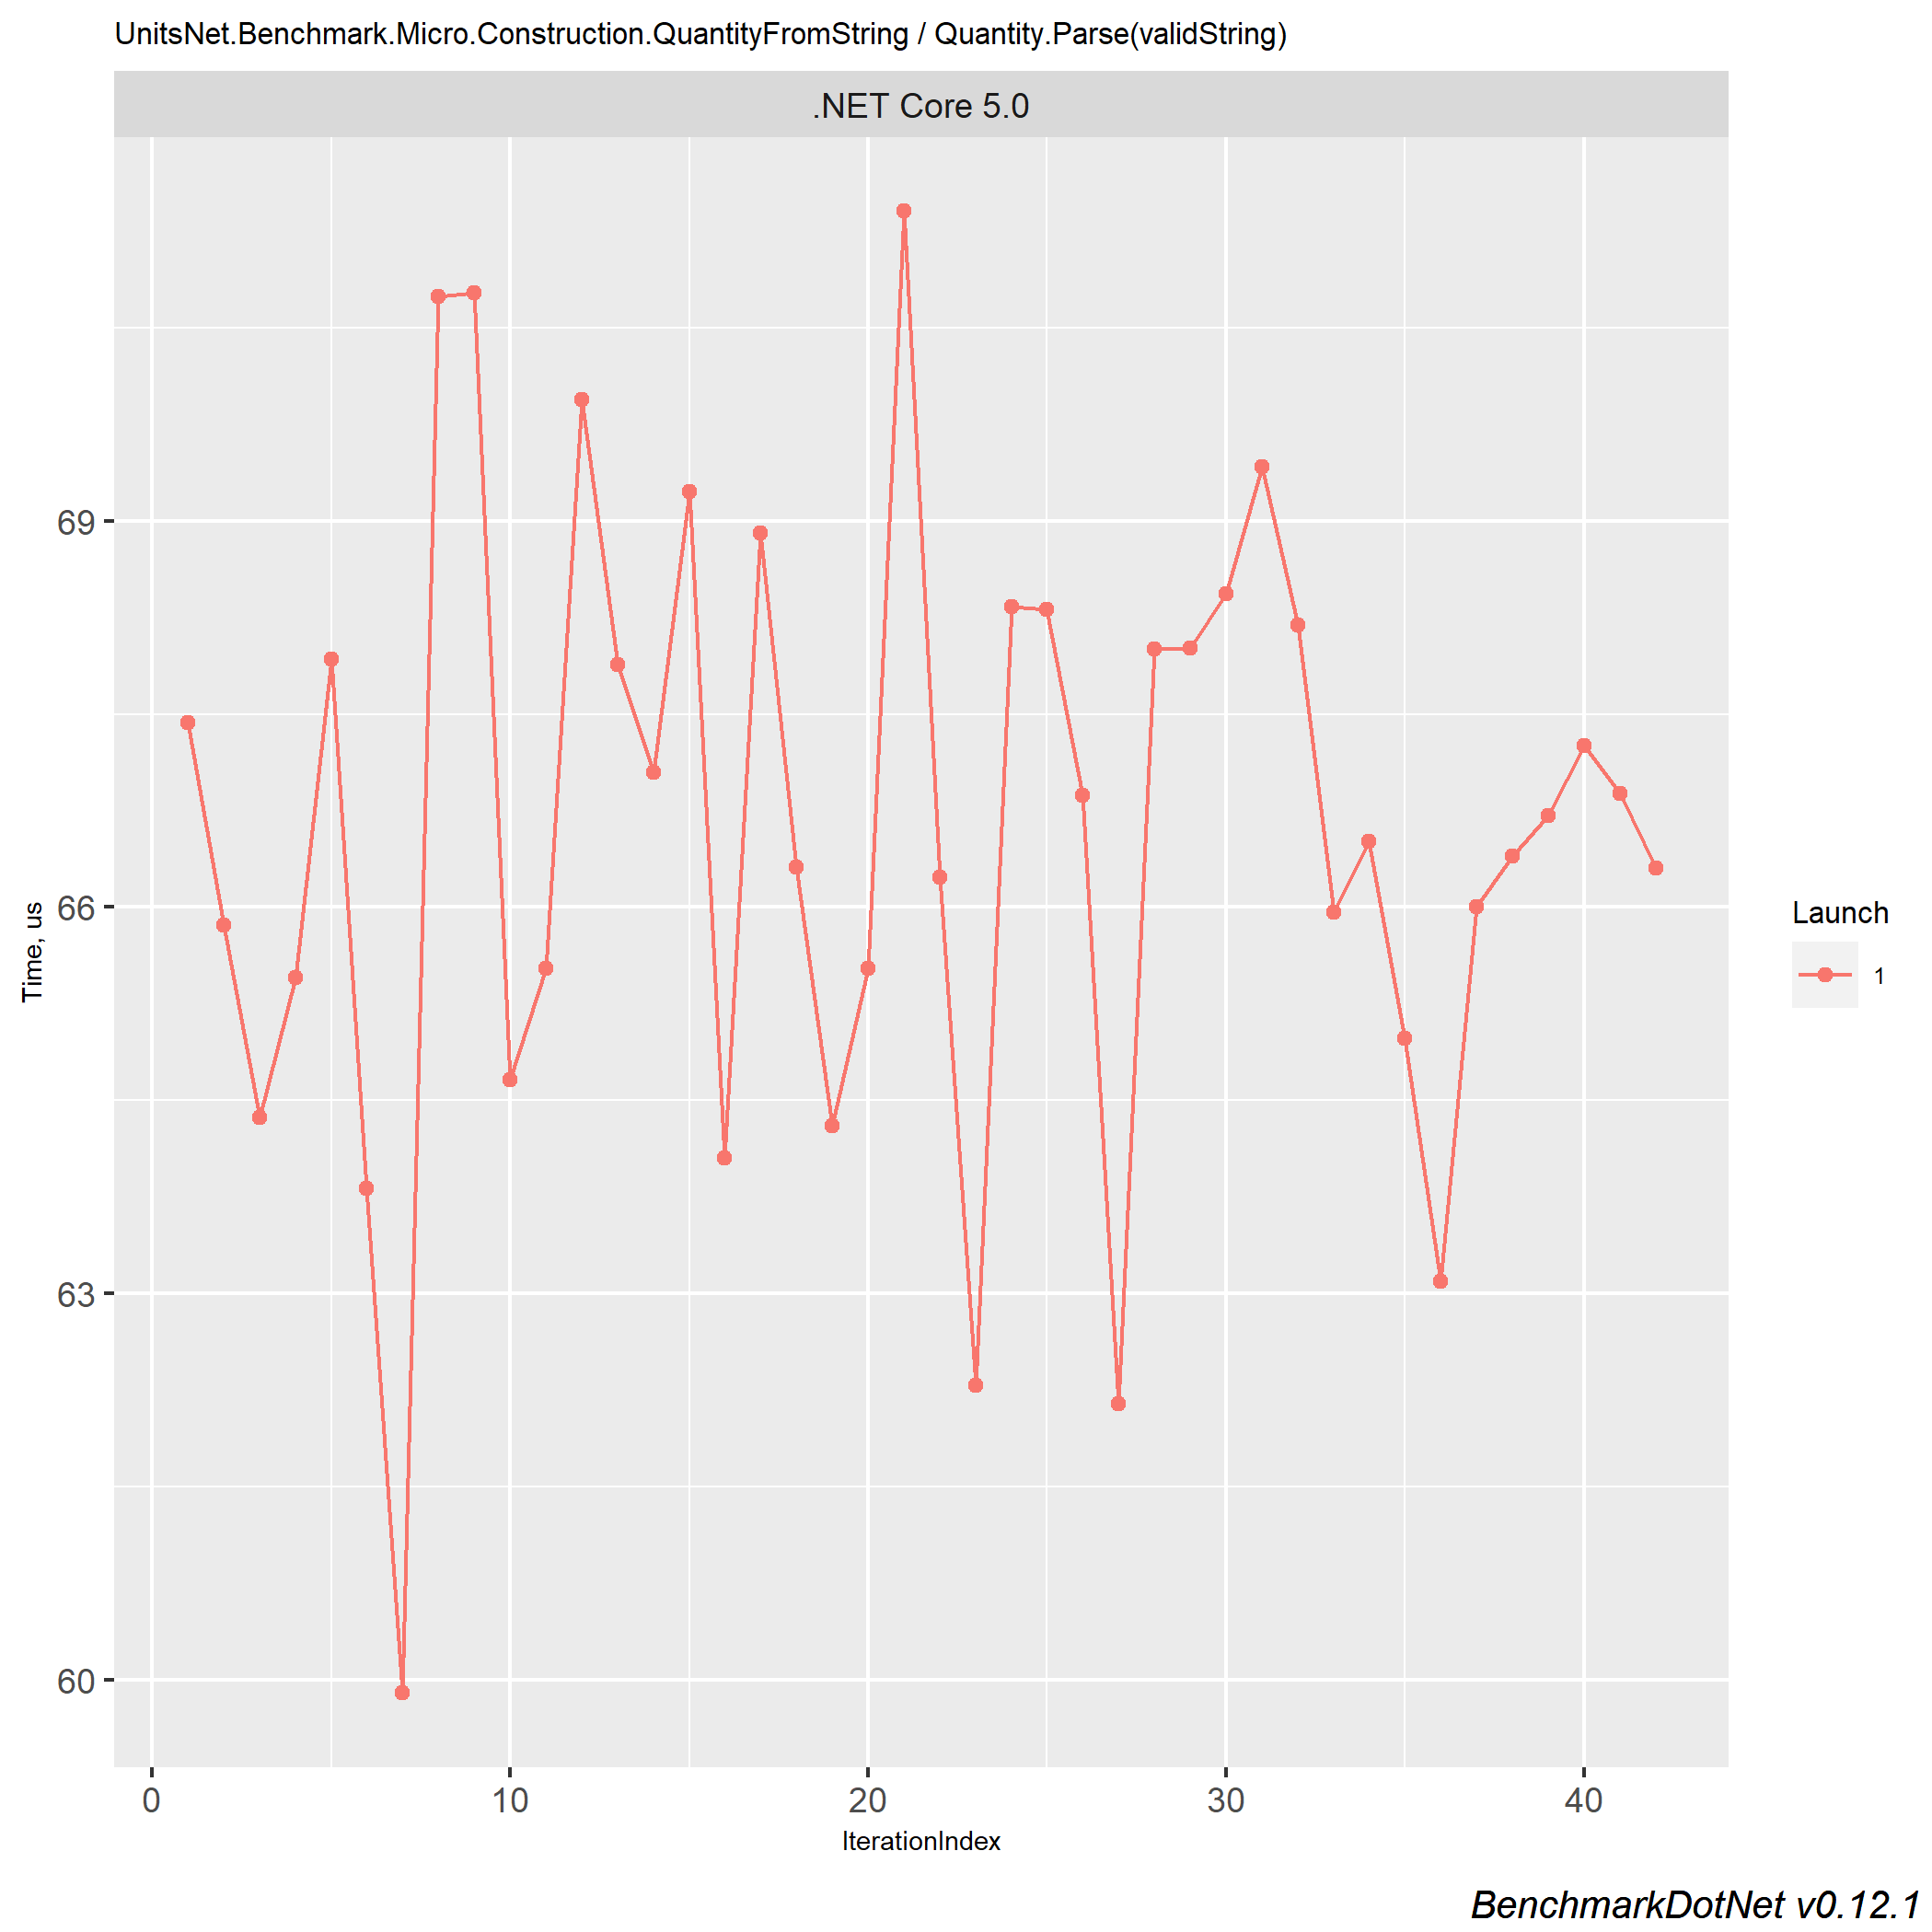 UnitsNet.Benchmark.Micro.Construction.QuantityFromString / Quantity.Parse(validString)
.NET Core 5.0
69
66
63
60
Time, us
0 10 20 30 40
IterationIndex
Launch
1
BenchmarkDotNet v0.12.1